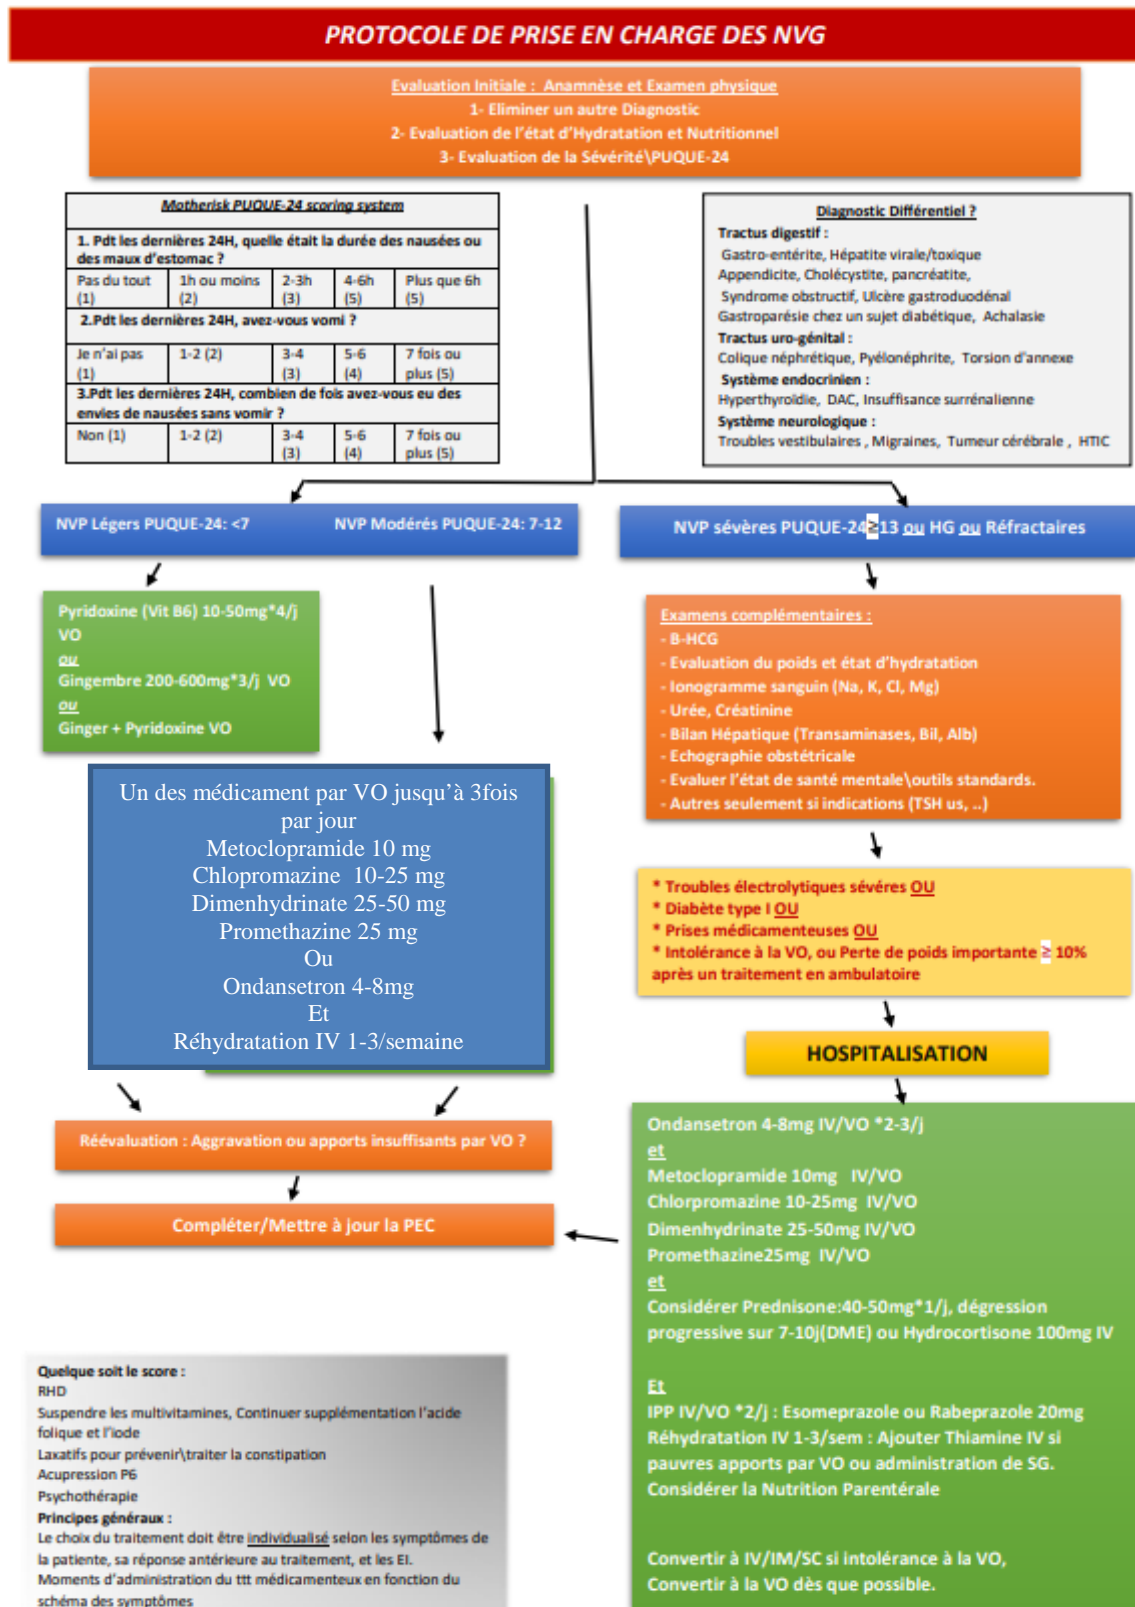 PROTOCOLE DE PRISE EN CHARGE DES NVG
Evaluation Initiale : Anamnèse et Examen physique
1- Eliminer un autre Diagnostic
2- Evaluation de l'état d'Hydratation et Nutritionnel
3- Evaluation de la Sévérité\PUQUE-24
Motherisk PUQUE-24 scoring system
1. Pdt les dernières 24H, quelle était la durée des nausées ou
des maux d'estomac ?
Pas du tout (1) 1h ou moins (2) 2-3h (3) 4-6h (5) Plus que 6h (5)
2.Pdt les dernières 24H, avez-vous vomi ?
Je n'ai pas (1) 1-2 (2) 3-4 (3) 5-6 (4) 7 fois ou plus (5)
3.Pdt les dernières 24H, combien de fois avez-vous eu des
envies de nausées sans vomir ?
Non (1) 1-2 (2) 3-4 (3) 5-6 (4) 7 fois ou plus (5)
Diagnostic Différentiel ?
Tractus digestif :
Gastro-entérite, Hépatite virale/toxique
Appendicite, Cholécystite, pancréatite,
Syndrome obstructif, Ulcère gastroduodénal
Gastroparésie chez un sujet diabétique, Achalasie
Tractus uro-génital :
Colique néphrétique, Pyélonéphrite, Torsion d'annexe
Système endocrinien :
Hyperthyroïdie, DAC, Insuffisance surrénalienne
Système neurologique :
Troubles vestibulaires , Migraines, Tumeur cérébrale , HTIC
NVP Légers PUQUE-24: <7 NVP Modérés PUQUE-24: 7-12
NVP sévères PUQUE-24≥13 ou HG ou Réfractaires
Pyridoxine (Vit B6) 10-50mg*4/j
VO
ou
Gingembre 200-600mg*3/j VO
ou
Ginger + Pyridoxine VO
Un des médicament par VO jusqu'à 3fois
par jour
Metoclopramide 10 mg
Chlopromazine 10-25 mg
Dimenhydrinate 25-50 mg
Promethazine 25 mg
Ou
Ondansetron 4-8mg
Et
Réhydratation IV 1-3/semaine
Réévaluation : Aggravation ou apports insuffisants par VO ?
Compléter/Mettre à jour la PEC
Examens complémentaires :
- B-HCG
- Evaluation du poids et état d'hydratation
- Ionogramme sanguin (Na, K, Cl, Mg)
- Urée, Créatinine
- Bilan Hépatique (Transaminases, Bil, Alb)
- Echographie obstétricale
- Evaluer l'état de santé mentale\outils standards.
- Autres seulement si indications (TSH us, ..)
* Troubles électrolytiques sévéres OU
* Diabète type I OU
* Prises médicamenteuses OU
* Intolérance à la VO, ou Perte de poids importante ≥ 10%
après un traitement en ambulatoire
HOSPITALISATION
Ondansetron 4-8mg IV/VO *2-3/j
et
Metoclopramide 10mg IV/VO
Chlorpromazine 10-25mg IV/VO
Dimenhydrinate 25-50mg IV/VO
Promethazine25mg IV/VO
et
Considérer Prednisone:40-50mg*1/j, dégression
progressive sur 7-10j(DME) ou Hydrocortisone 100mg IV
Et
IPP IV/VO *2/j : Esomeprazole ou Rabeprazole 20mg
Réhydratation IV 1-3/sem : Ajouter Thiamine IV si
pauvres apports par VO ou administration de SG.
Considérer la Nutrition Parentérale
Convertir à IV/IM/SC si intolérance à la VO,
Convertir à la VO dès que possible.
Quelque soit le score :
RHD
Suspendre les multivitamines, Continuer supplémentation l'acide
folique et l'iode
Laxatifs pour prévenir\traiter la constipation
Acupression P6
Psychothérapie
Principes généraux :
Le choix du traitement doit être individualisé selon les symptômes de
la patiente, sa réponse antérieure au traitement, et les EI.
Moments d'administration du ttt médicamenteux en fonction du
schéma des symptômes